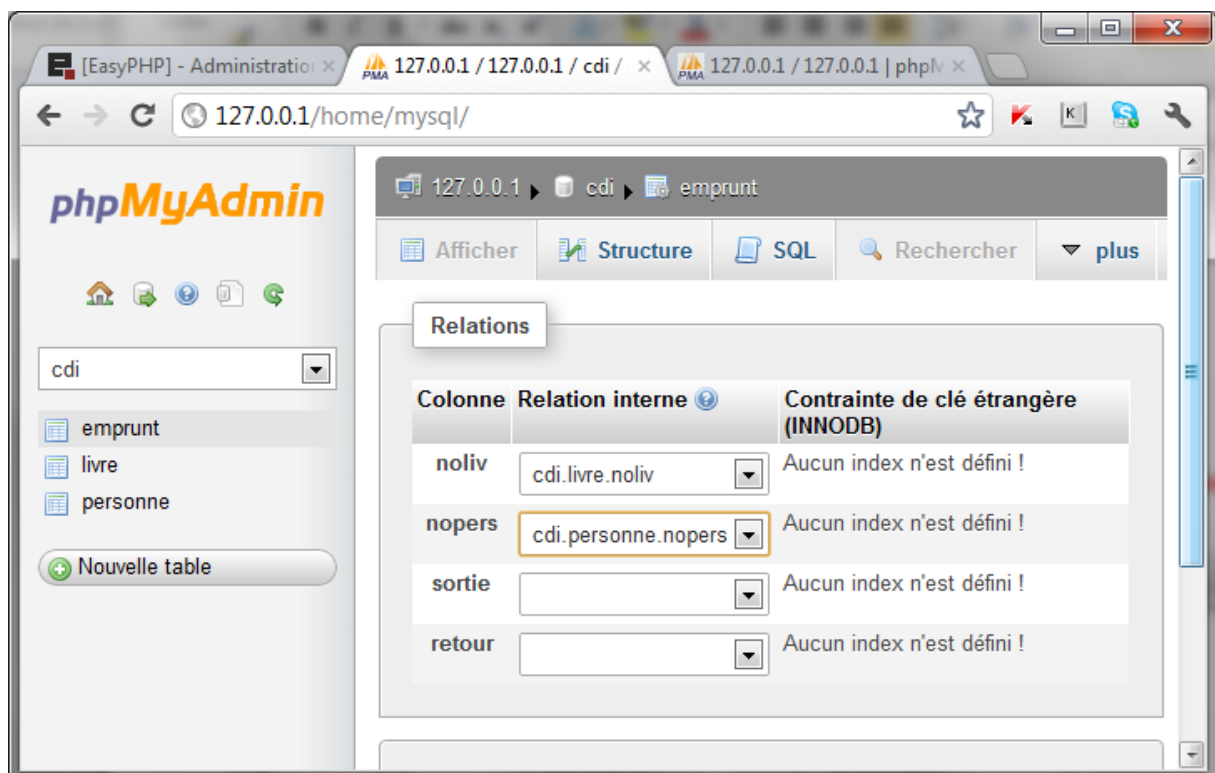 [EasyPHP] - Administration
127.0.0.1 / 127.0.0.1 / cdi /
127.0.0.1 / 127.0.0.1 | phpM
127.0.0.1/home/mysql/
K
phpMyAdmin
127.0.0.1 cdi emprunt
Afficher Structure SQL Rechercher plus
cdi
emprunt
livre
personne
Nouvelle table
Relations
Colonne Relation interne Contrainte de clé étrangère
(INNODB)
noliv cdi.livre.noliv Aucun index n'est défini !
nopers cdi.personne.nopers Aucun index n'est défini !
sortie Aucun index n'est défini !
retour Aucun index n'est défini !